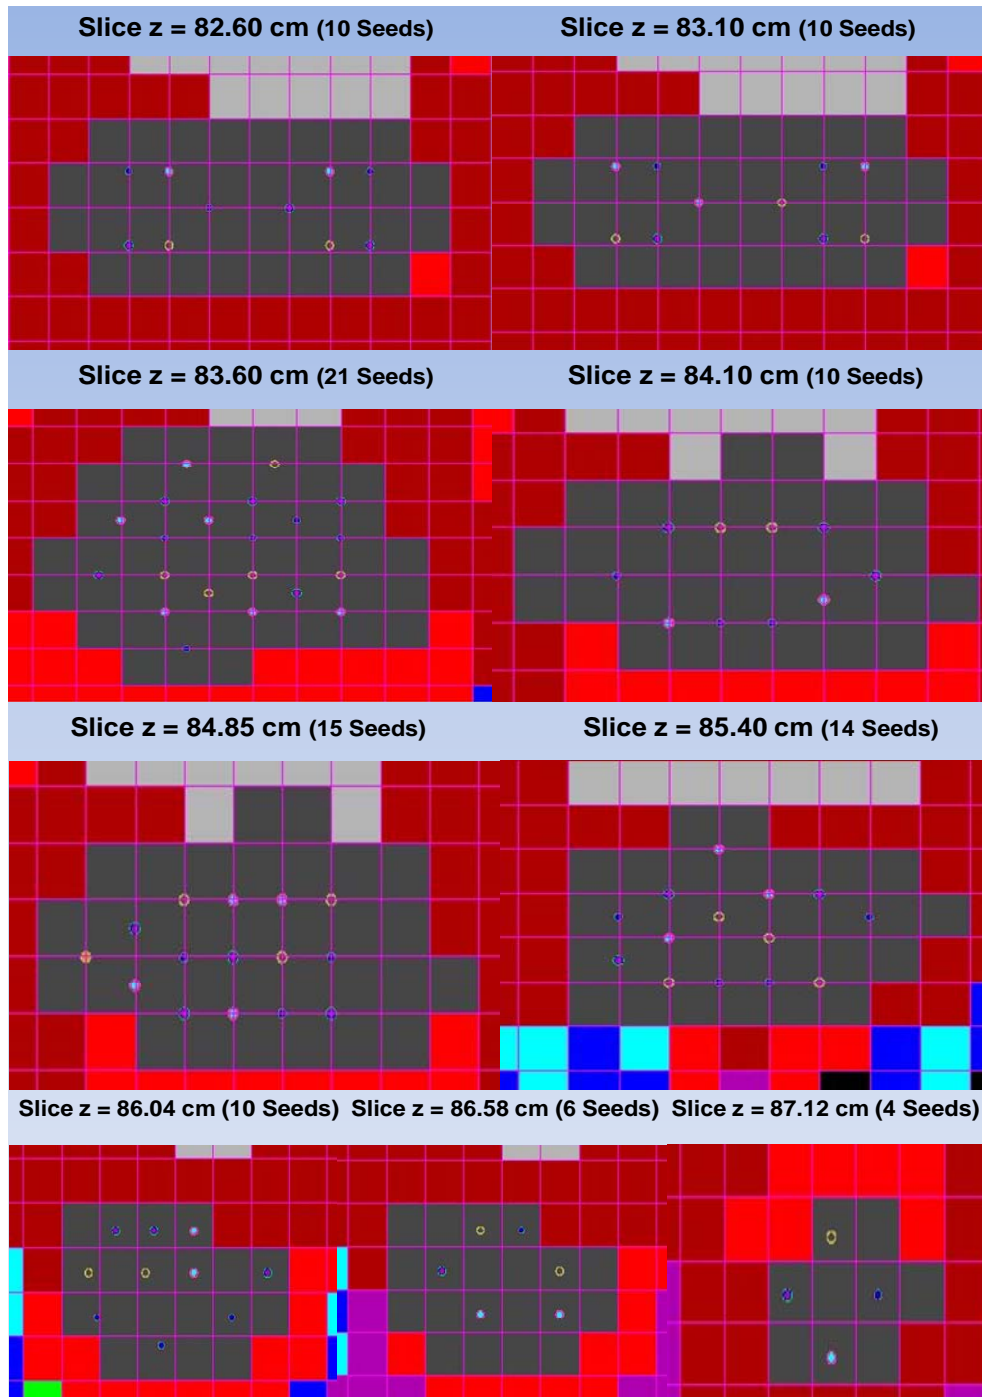 Slice z = 82.60 cm (10 Seeds)
Slice z = 83.10 cm (10 Seeds)
Slice z = 83.60 cm (21 Seeds)
Slice z = 84.10 cm (10 Seeds)
Slice z = 84.85 cm (15 Seeds)
Slice z = 85.40 cm (14 Seeds)
Slice z = 86.04 cm (10 Seeds)
Slice z = 86.58 cm (6 Seeds)
Slice z = 87.12 cm (4 Seeds)